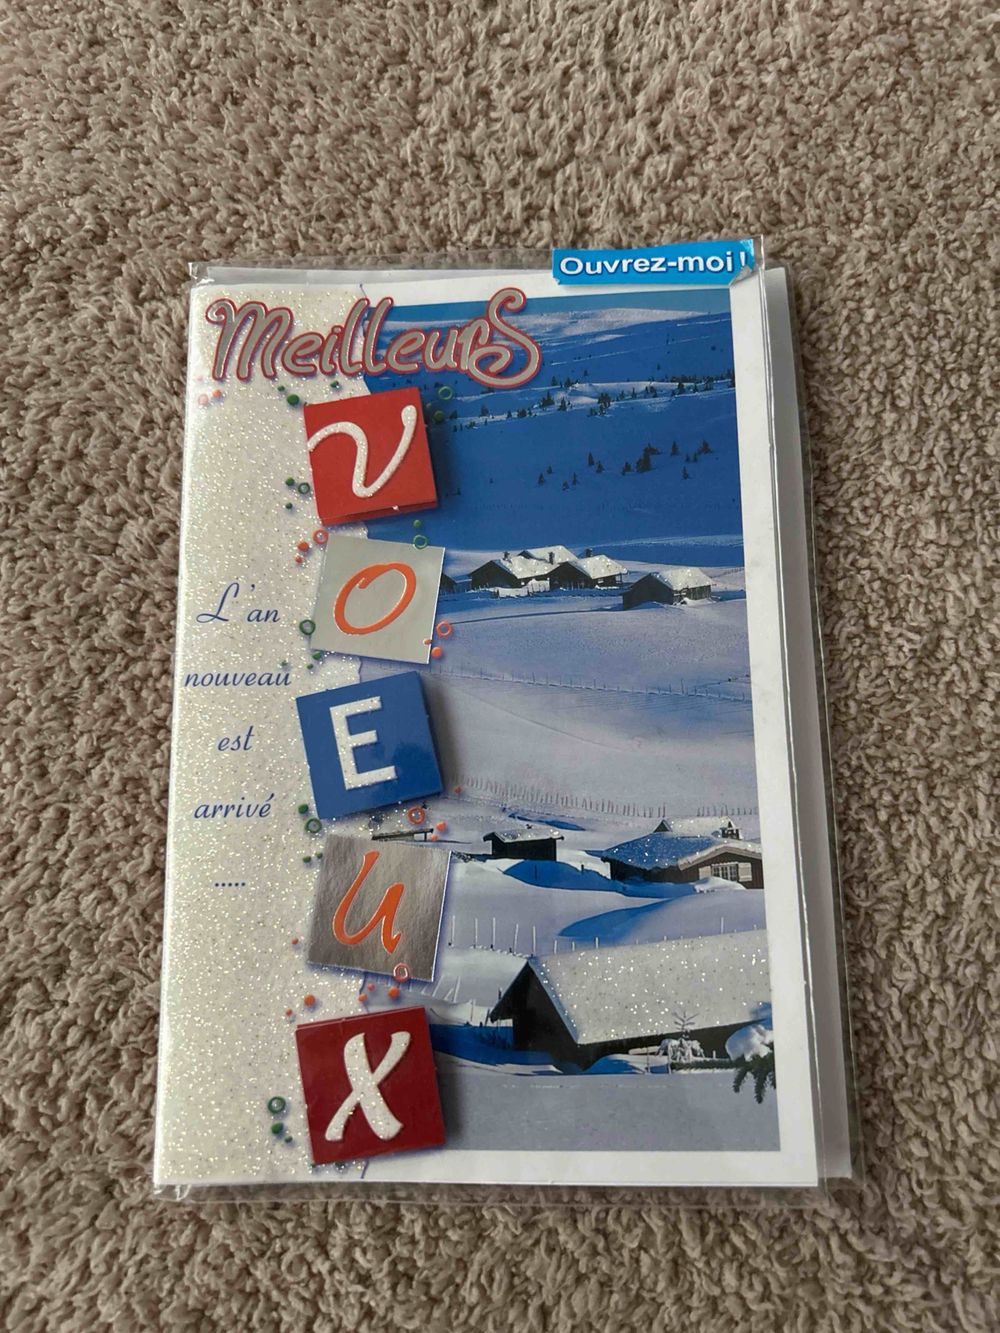 Ouvrez-moi!
Meilleurs
V
O
E
U
X
L'an
nouveau
est
arrivé
.....